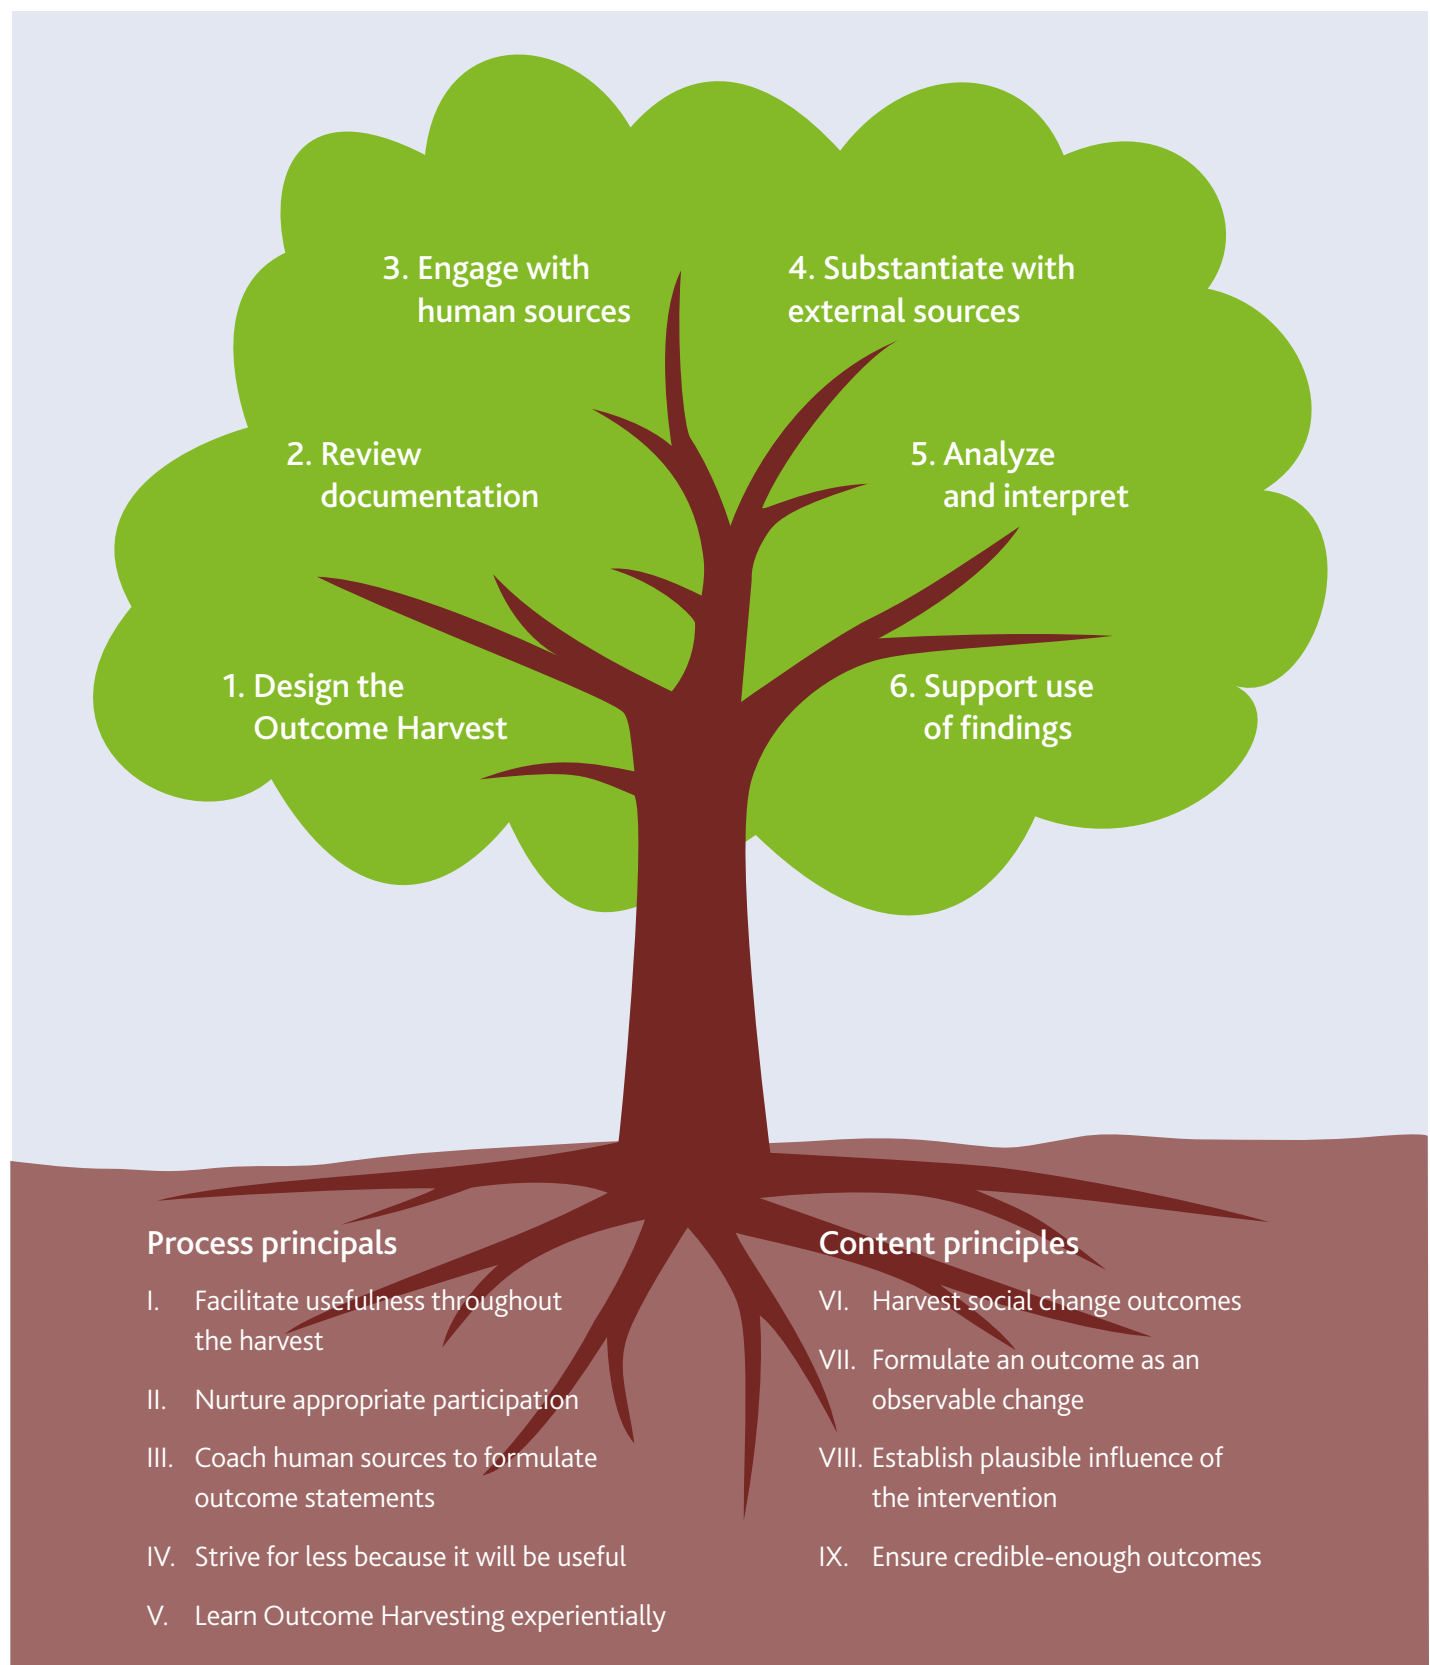 3. Engage with
human sources
4. Substantiate with
external sources
2. Review
documentation
5. Analyze
and interpret
1. Design the
Outcome Harvest
6. Support use
of findings
Process principals
I. Facilitate usefulness throughout
the harvest
II. Nurture appropriate participation
III. Coach human sources to formulate
outcome statements
IV. Strive for less because it will be useful
V. Learn Outcome Harvesting experientially
Content principles
VI. Harvest social change outcomes
VII. Formulate an outcome as an
observable change
VIII. Establish plausible influence of
the intervention
IX. Ensure credible-enough outcomes